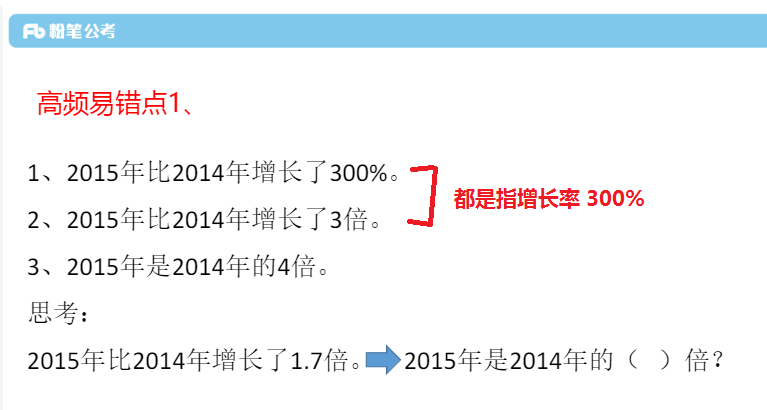 粉笔公考
高频易错点1、
1、2015年比2014年增长了300%。
2、2015年比2014年增长了3倍。
都是指增长率 300%
3、2015年是2014年的4倍。
思考：
2015年比2014年增长了1.7倍。 2015年是2014年的（ ）倍？